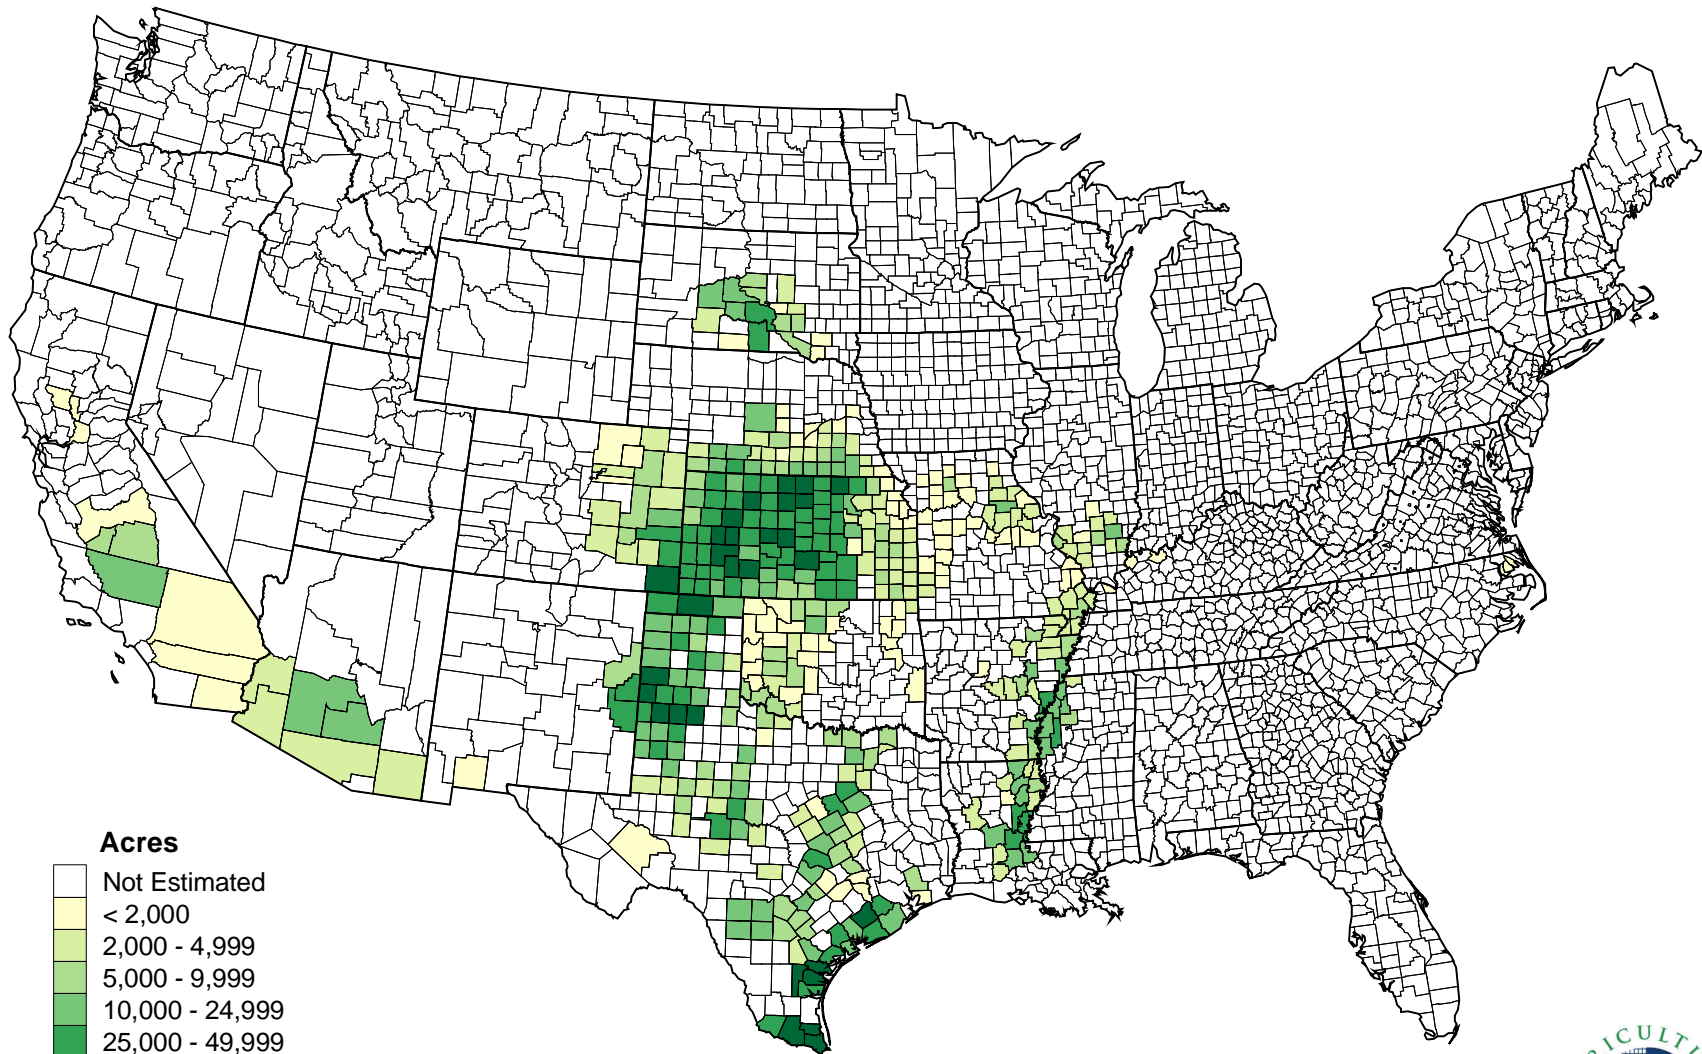 Acres
Not Estimated
< 2,000
2,000 - 4,999
5,000 - 9,999
10,000 - 24,999
25,000 - 49,999